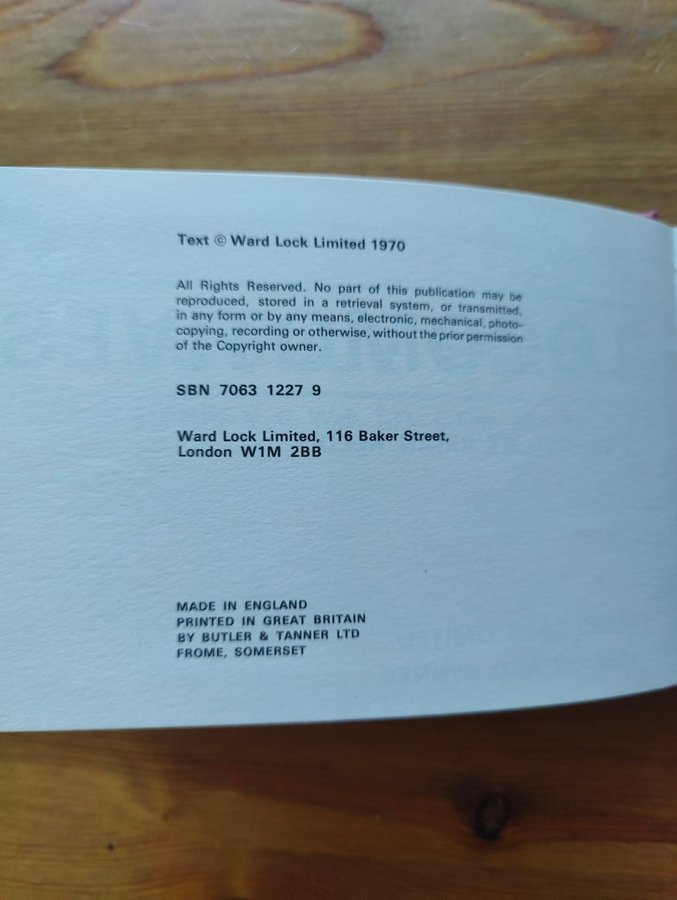 Text © Ward Lock Limited 1970
All Rights Reserved. No part of this publication may be
reproduced, stored in a retrieval system, or transmitted,
in any form or by any means, electronic, mechanical, photo-
copying, recording or otherwise, without the prior permission
of the Copyright owner.
SBN 7063 1227 9
Ward Lock Limited, 116 Baker Street,
London W1M 2BB
MADE IN ENGLAND
PRINTED IN GREAT BRITAIN
BY BUTLER & TANNER LTD
FROME, SOMERSET